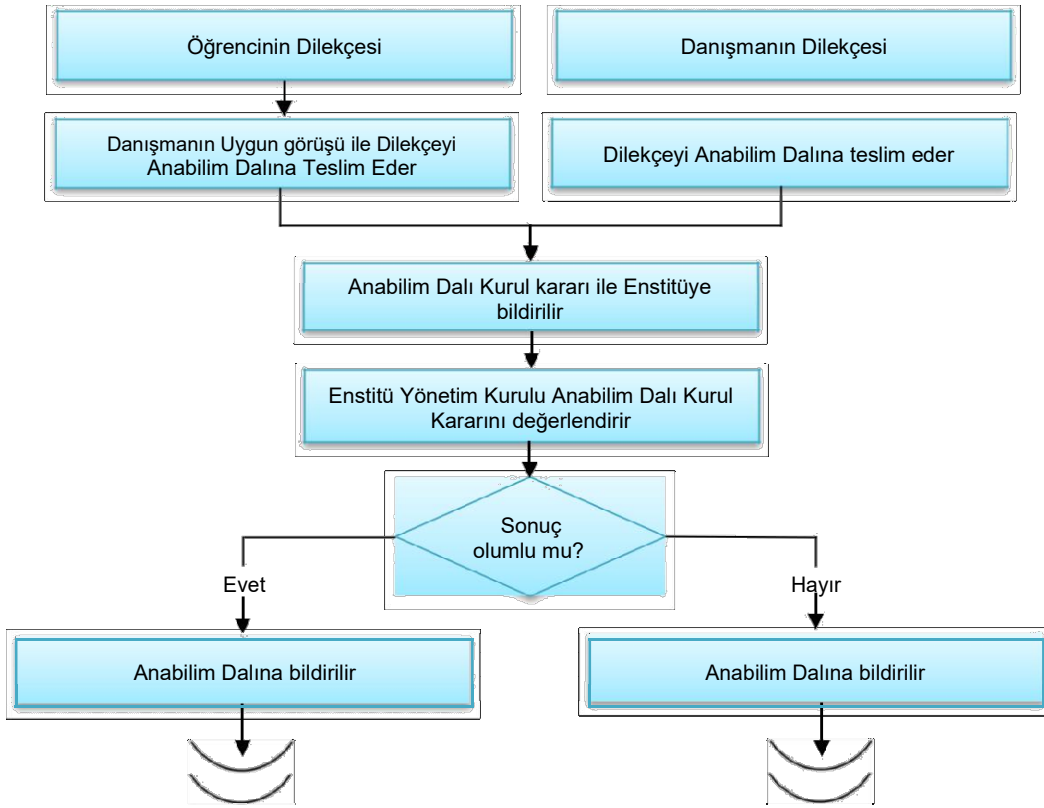 Öğrencinin Dilekçesi
Danışmanın Dilekçesi
Danışmanın Uygun görüşü ile Dilekçeyi
Anabilim Dalına Teslim Eder
Dilekçeyi Anabilim Dalına teslim eder
Anabilim Dalı Kurul kararı ile Enstitüye
bildirilir
Enstitü Yönetim Kurulu Anabilim Dalı Kurul
Kararını değerlendirir
Sonuç
olumlu mu?
Evet
Hayır
Anabilim Dalına bildirilir
Anabilim Dalına bildirilir